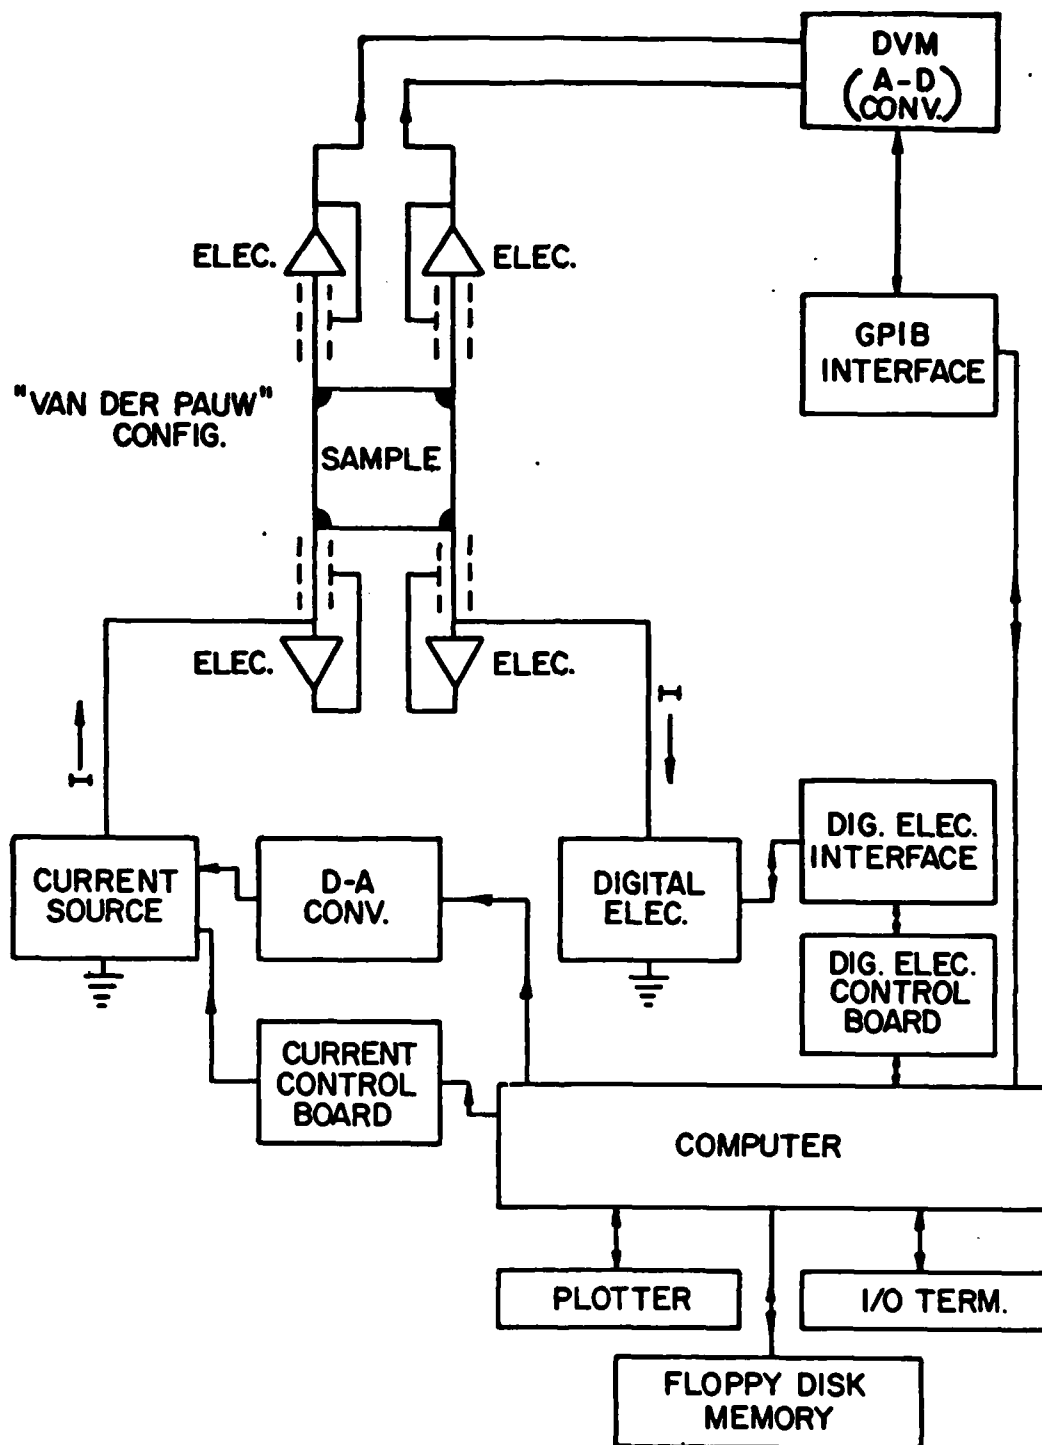 DVM
(A-D
CONV.)
ELEC.
ELEC.
GPIB
INTERFACE
"VAN DER PAUW"
CONFIG.
SAMPLE
ELEC.
ELEC.
I
I
CURRENT
SOURCE
D-A
CONV.
DIGITAL
ELEC.
DIG. ELEC.
INTERFACE
DIG. ELEC.
CONTROL
BOARD
CURRENT
CONTROL
BOARD
COMPUTER
PLOTTER
I/O TERM.
FLOPPY DISK
MEMORY